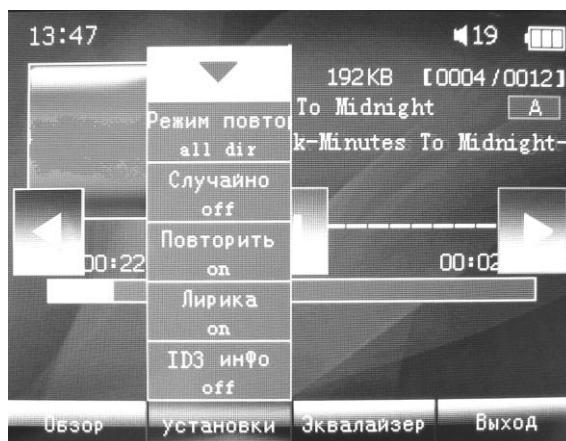 13:47 19
192KB [0004/0012]
To Midnight A
k-Minutes To Midnight-
Режим повто
all dir
Случайно
off
00:22 Повторить 00:02
on
Лирика
on
ID3 инфо
off
Обзор установки Эквалайзер Выход